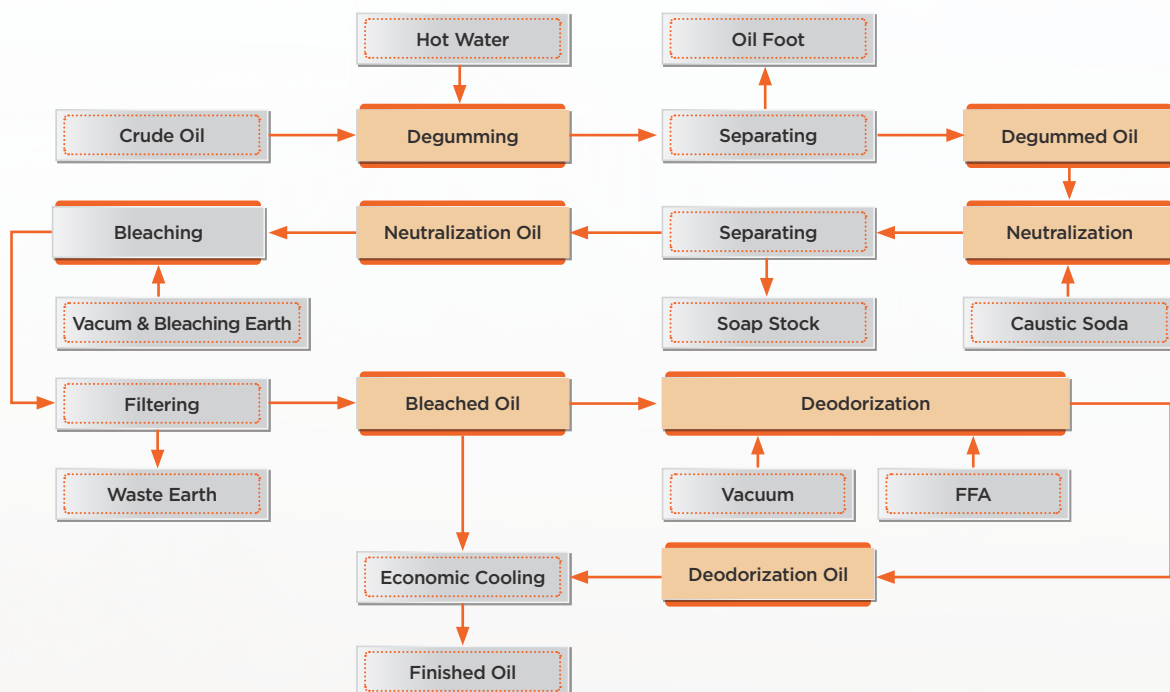 Hot Water
Oil Foot
Crude Oil
Degumming
Separating
Degummed Oil
Bleaching
Neutralization Oil
Separating
Neutralization
Vacum & Bleaching Earth
Soap Stock
Caustic Soda
Filtering
Bleached Oil
Deodorization
Waste Earth
Vacuum
FFA
Economic Cooling
Deodorization Oil
Finished Oil